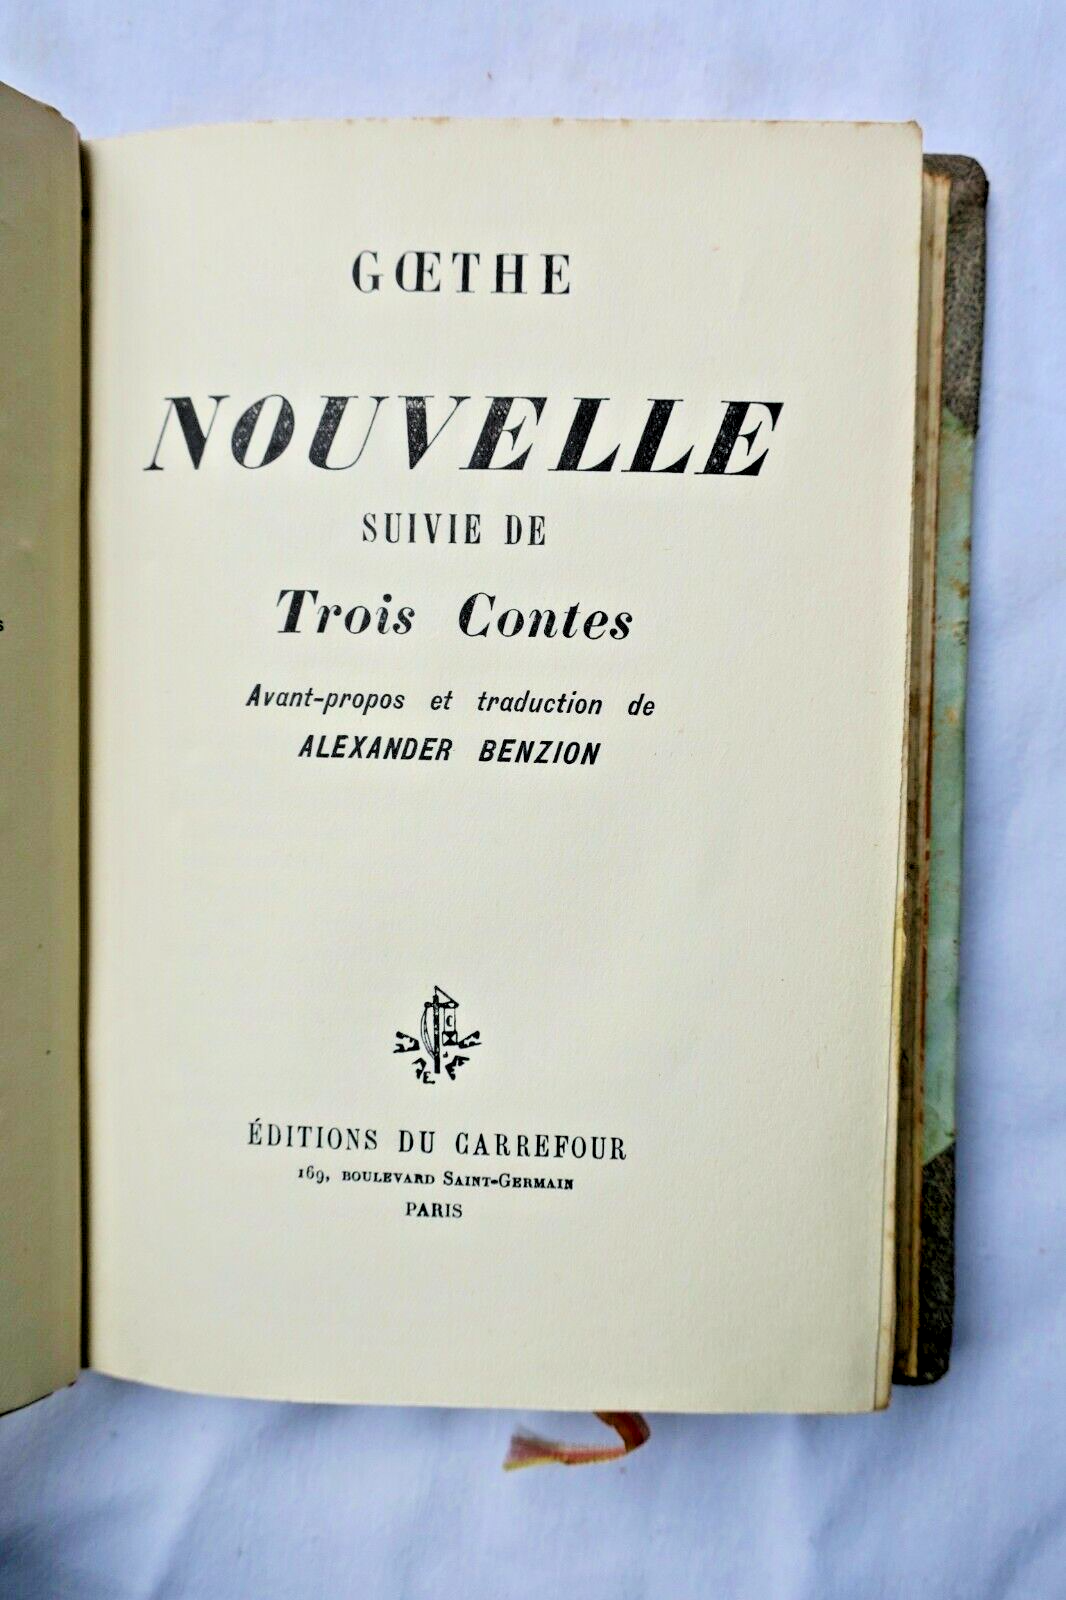 GŒTHE
NOUVELLE
SUIVIE DE
Trois Contes
Avant-propos et traduction de
ALEXANDER BENZION
C
E
ÉDITIONS DU CARREFOUR
169, BOULEVARD SAINT-GERMAIN
PARIS